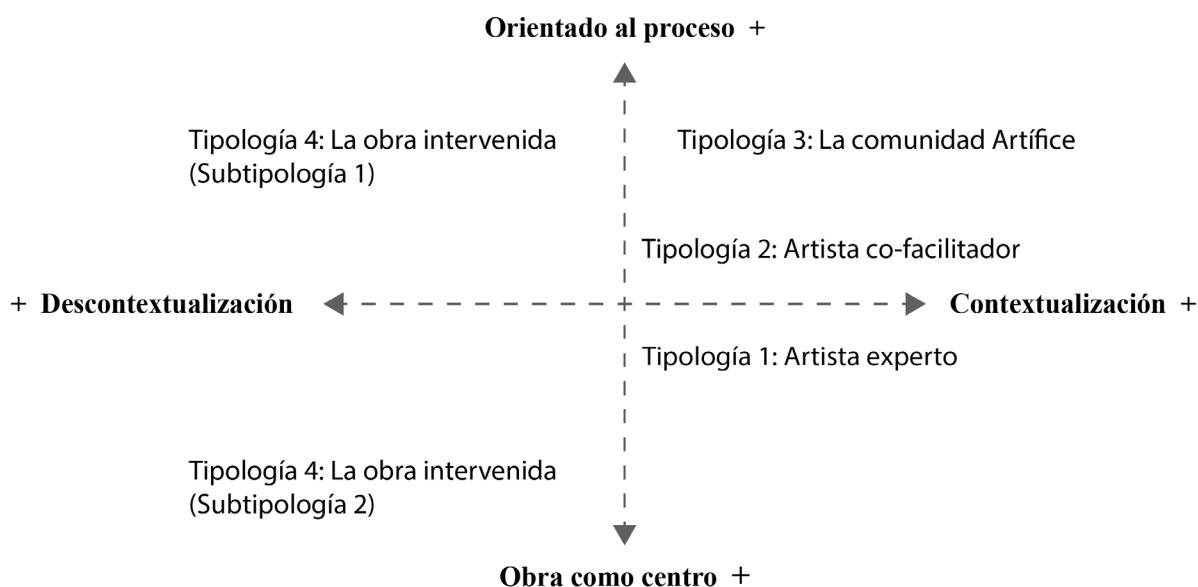 Orientado al proceso +
Tipología 4: La obra intervenida
(Subtipología 1)
Tipología 3: La comunidad Artífice
Tipología 2: Artista co-facilitador
+ Descontextualización
Contextualización +
Tipología 1: Artista experto
Tipología 4: La obra intervenida
(Subtipología 2)
Obra como centro +